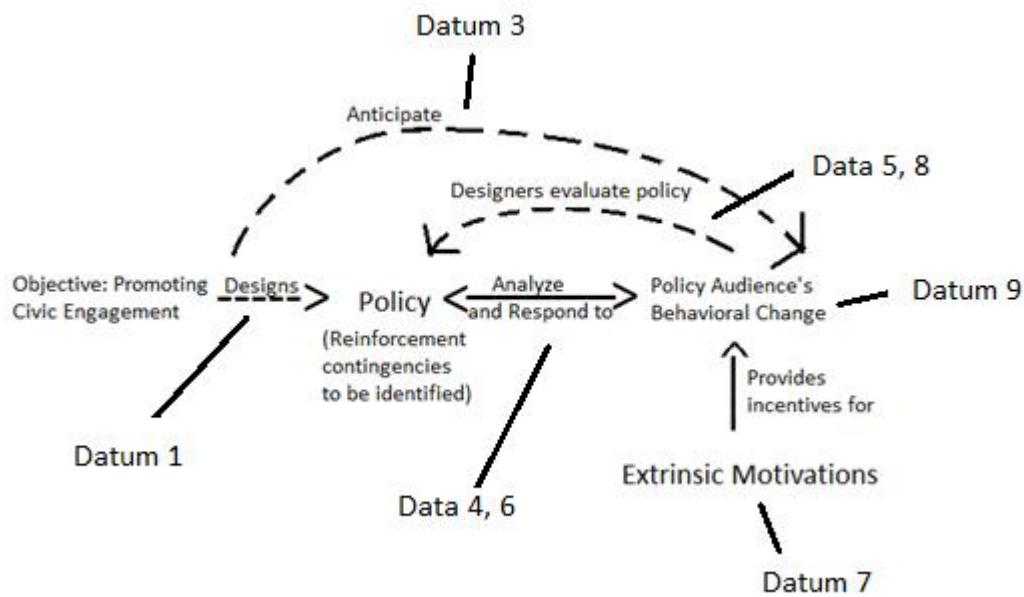 Datum 3
Anticipate
Data 5, 8
Designers evaluate policy
Objective: Promoting
Civic Engagement
Designs
Policy
(Reinforcement
contingencies
to be identified)
Analyze
and Respond to
Policy Audience's
Behavioral Change
Datum 9
Provides
incentives for
Datum 1
Extrinsic Motivations
Data 4, 6
Datum 7